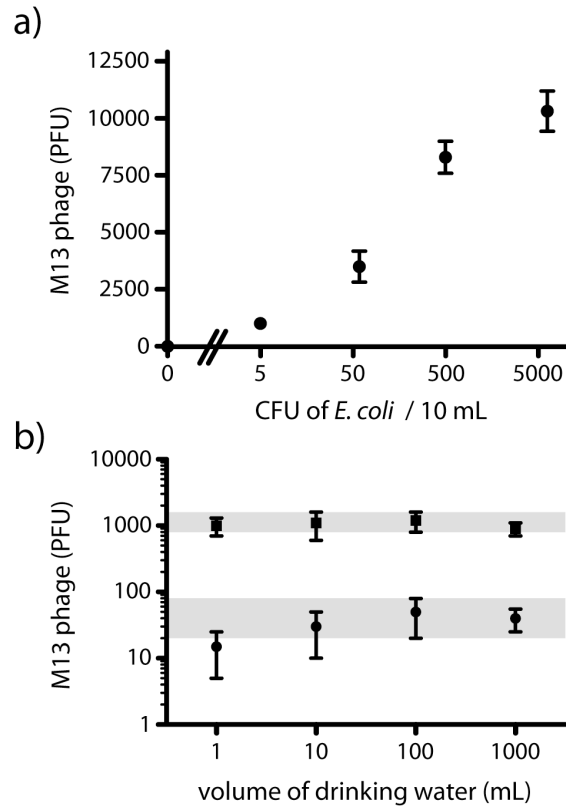 a)
12500
10000
7500
5000
2500
0
M13 phage (PFU)
0 5 50 500 5000
CFU of E. coli / 10 mL
b)
10000
1000
100
10
1
M13 phage (PFU)
1 10 100 1000
volume of drinking water (mL)